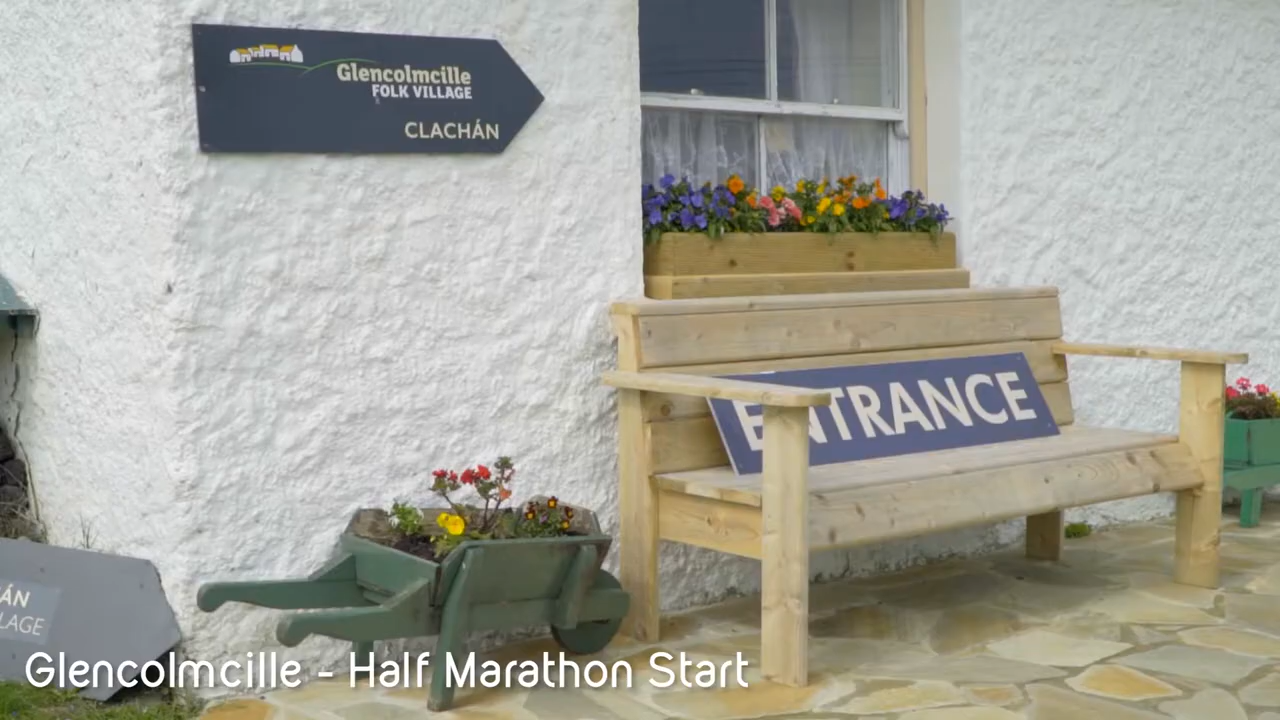 Glencolmcille
FOLK VILLAGE
CLACHÁN
ENTRANCE
ÁN
LAGE
Glencolmcille - Half Marathon Start